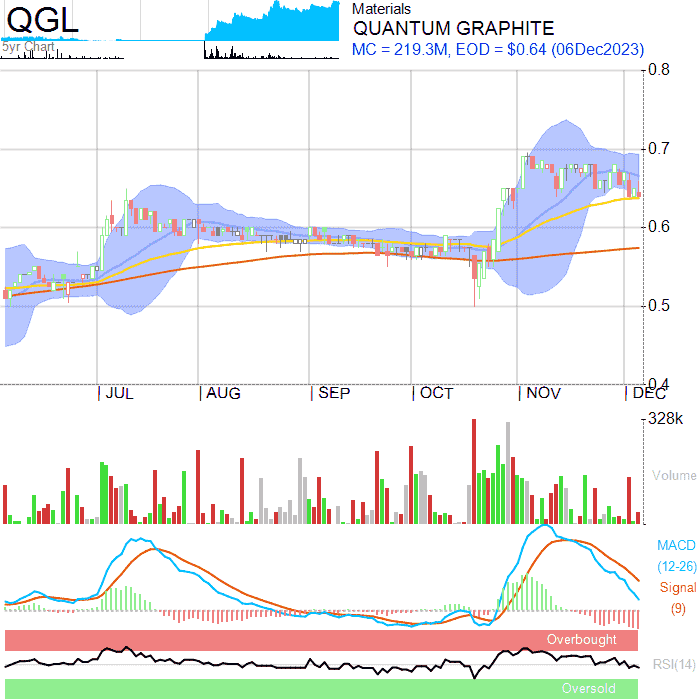 QGL
5yr Chart
Materials
QUANTUM GRAPHITE
MC = 219.3M, EOD = $0.64 (06Dec2023)
0.8
0.7
0.6
0.5
0.4
JUL AUG SEP OCT NOV DEC
328k
Volume
MACD
(12-26)
Signal
(9)
Overbought
RSI(14)
Oversold